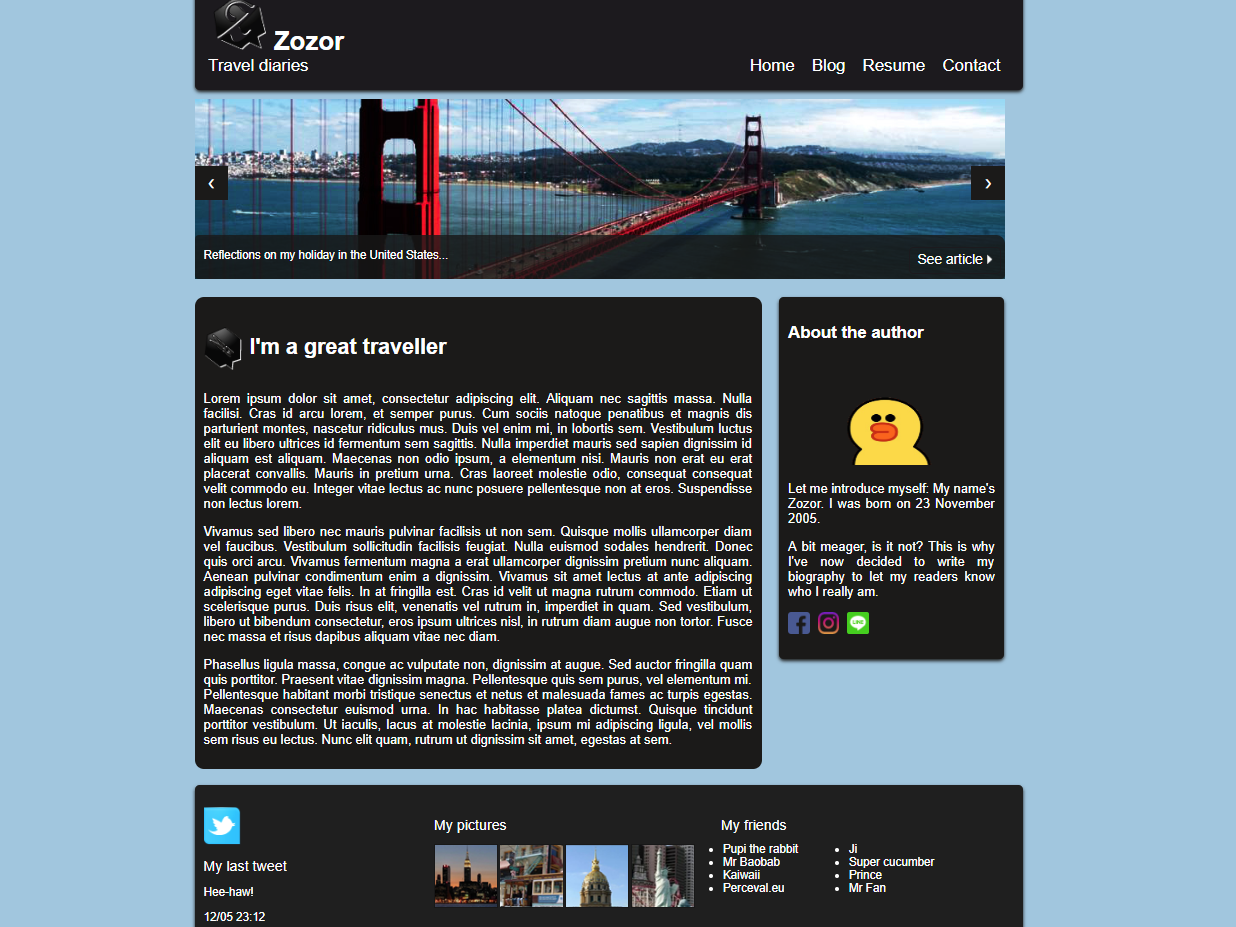 Zozor
Travel diaries
Home Blog Resume Contact
‹ ›
Reflections on my holiday in the United States...
See article
I'm a great traveller
Lorem ipsum dolor sit amet, consectetur adipiscing elit. Aliquam nec sagittis massa. Nulla
facilisi. Cras id arcu lorem, et semper purus. Cum sociis natoque penatibus et magnis dis
parturient montes, nascetur ridiculus mus. Duis vel enim mi, in lobortis sem. Vestibulum luctus
elit eu libero ultrices id fermentum sem sagittis. Nulla imperdiet mauris sed sapien dignissim id
aliquam est aliquam. Maecenas non odio ipsum, a elementum nisi. Mauris non erat eu erat
placerat convallis. Mauris in pretium urna. Cras laoreet molestie odio, consequat consequat
velit commodo eu. Integer vitae lectus ac nunc posuere pellentesque non at eros. Suspendisse
non lectus lorem.
Vivamus sed libero nec mauris pulvinar facilisis ut non sem. Quisque mollis ullamcorper diam
vel faucibus. Vestibulum sollicitudin facilisis feugiat. Nulla euismod sodales hendrerit. Donec
quis orci arcu. Vivamus fermentum magna a erat ullamcorper dignissim pretium nunc aliquam.
Aenean pulvinar condimentum enim a dignissim. Vivamus sit amet lectus at ante adipiscing
adipiscing eget vitae felis. In at fringilla est. Cras id velit ut magna rutrum commodo. Etiam ut
scelerisque purus. Duis risus elit, venenatis vel rutrum in, imperdiet in quam. Sed vestibulum,
libero ut bibendum consectetur, eros ipsum ultrices nisl, in rutrum diam augue non tortor. Fusce
nec massa et risus dapibus aliquam vitae nec diam.
Phasellus ligula massa, congue ac vulputate non, dignissim at augue. Sed auctor fringilla quam
quis porttitor. Praesent vitae dignissim magna. Pellentesque quis sem purus, vel elementum mi.
Pellentesque habitant morbi tristique senectus et netus et malesuada fames ac turpis egestas.
Maecenas consectetur euismod urna. In hac habitasse platea dictumst. Quisque tincidunt
porttitor vestibulum. Ut iaculis, lacus at molestie lacinia, ipsum mi adipiscing ligula, vel mollis
sem risus eu lectus. Nunc elit quam, rutrum ut dignissim sit amet, egestas at sem.
About the author
Let me introduce myself: My name's
Zozor. I was born on 23 November
2005.
A bit meager, is it not? This is why
I've now decided to write my
biography to let my readers know
who I really am.
LINE
My last tweet
Hee-haw!
12/05 23:12
My pictures
My friends
Pupi the rabbit
Mr Baobab
Kaiwaii
Perceval.eu
Ji
Super cucumber
Prince
Mr Fan